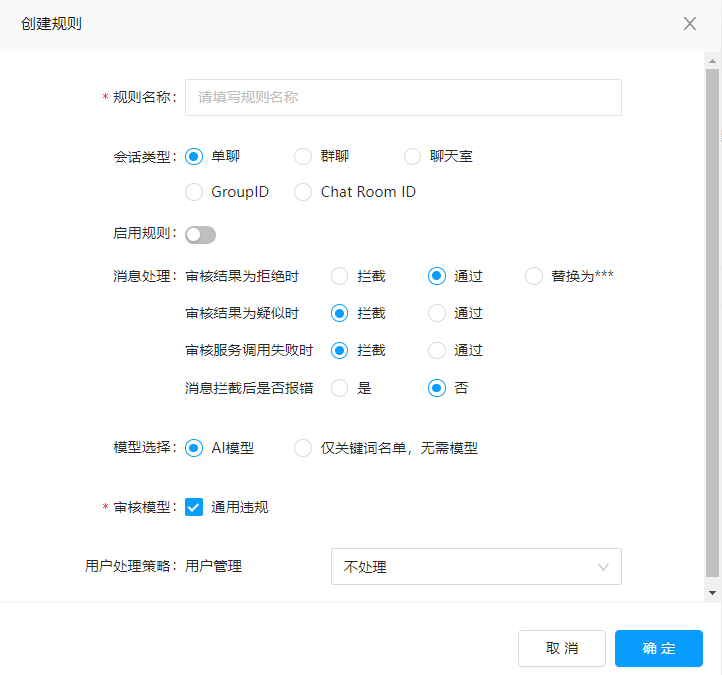 创建规则
* 规则名称： 请填写规则名称
会话类型： 单聊 群聊 聊天室
GroupID Chat Room ID
启用规则：
消息处理： 审核结果为拒绝时 拦截 通过 替换为***
审核结果为疑似时 拦截 通过
审核服务调用失败时 拦截 通过
消息拦截后是否报错 是 否
模型选择： AI模型 仅关键词名单，无需模型
* 审核模型： 通用违规
用户处理策略： 用户管理 不处理
取 消 确 定